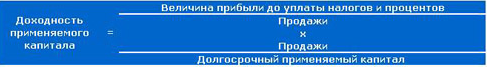 Доходность
применяемого
капитала
=
Величина прибыли до уплаты налогов и процентов
Продажи
х
Продажи
Долгосрочный применяемый капитал